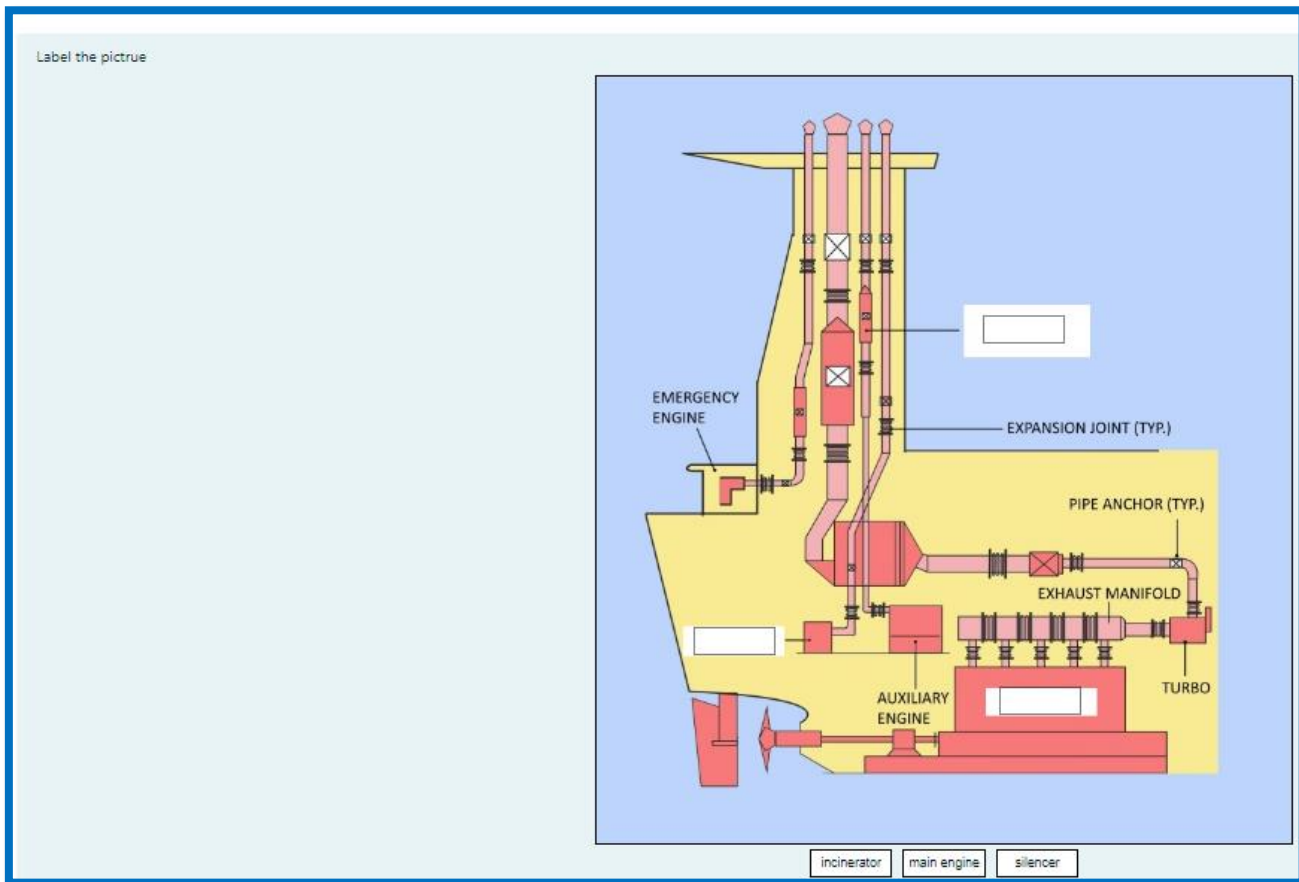 Label the pictrue
EMERGENCY
ENGINE
EXPANSION JOINT (TYP.)
PIPE ANCHOR (TYP.)
EXHAUST MANIFOLD
TURBO
AUXILIARY
ENGINE
incinerator
main engine
silencer